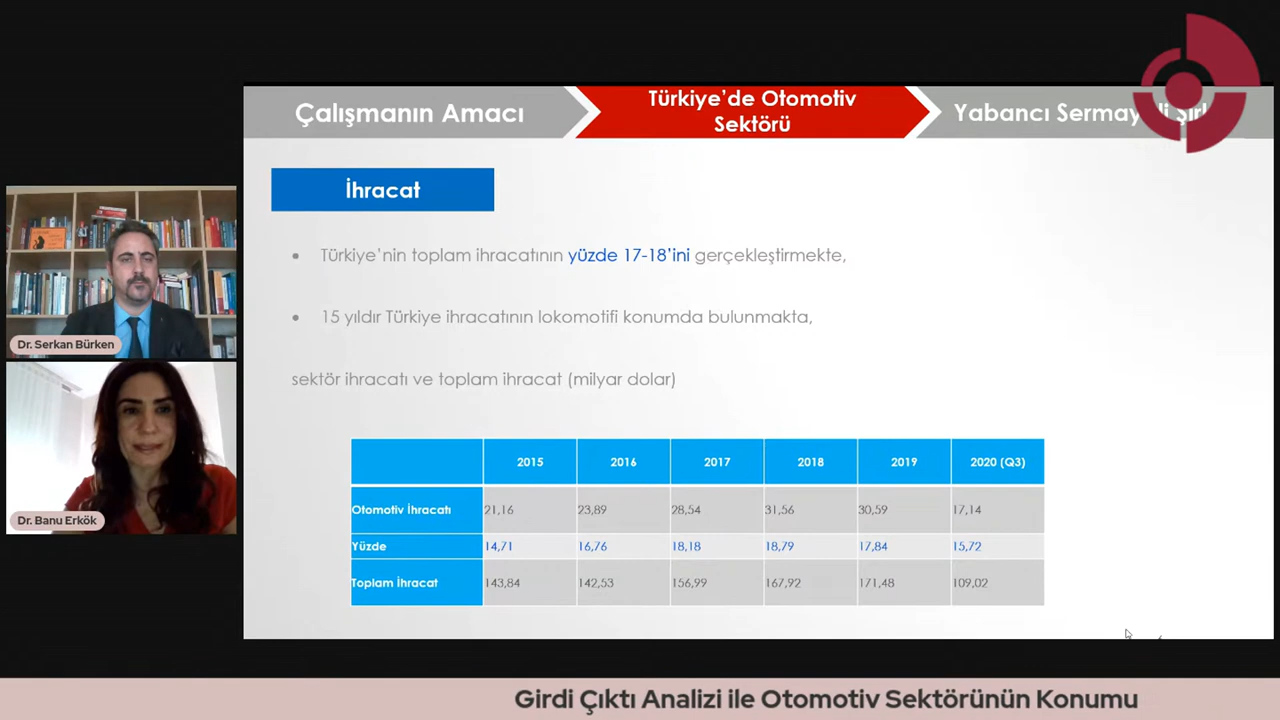 Çalışmanın Amacı
Türkiye’de Otomotiv
Sektörü
Yabancı
İhracat
• Türkiye’nin toplam ihracatının yüzde 17-18’ini gerçekleştirmekte,
• 15 yıldır Türkiye ihracatının lokomotifi konumda bulunmakta,
sektör ihracatı ve toplam ihracat (milyar dolar)
2015 2016 2017 2018 2019 2020 (Q3)
Otomotiv İhracatı 21,16 23,89 28,54 31,56 30,59 17,14
Yüzde 14,71 16,76 18,18 18,79 17,84 15,72
Toplam İhracat 143,84 142,53 156,99 167,92 171,48 109,02
Dr. Serkan Bürken
Dr. Banu Erkök
Girdi Çıktı Analizi ile Otomotiv Sektörünün Konumu